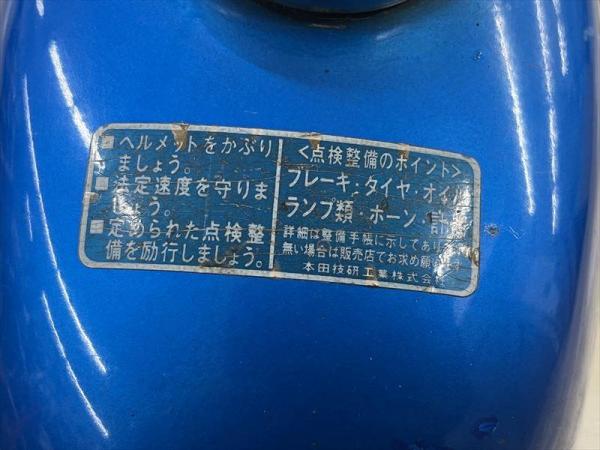 ■ヘルメットをかぶり
ましょう。
■法定速度を守りま
しょう。
■定められた点検整
備を励行しましょう。
<点検整備のポイント>
ブレーキ・タイヤ・オイル
ランプ類・ホーン・計
詳細は整備手帳に示してあり
無い場合は販売店でお求め願
本田技研工業株式会